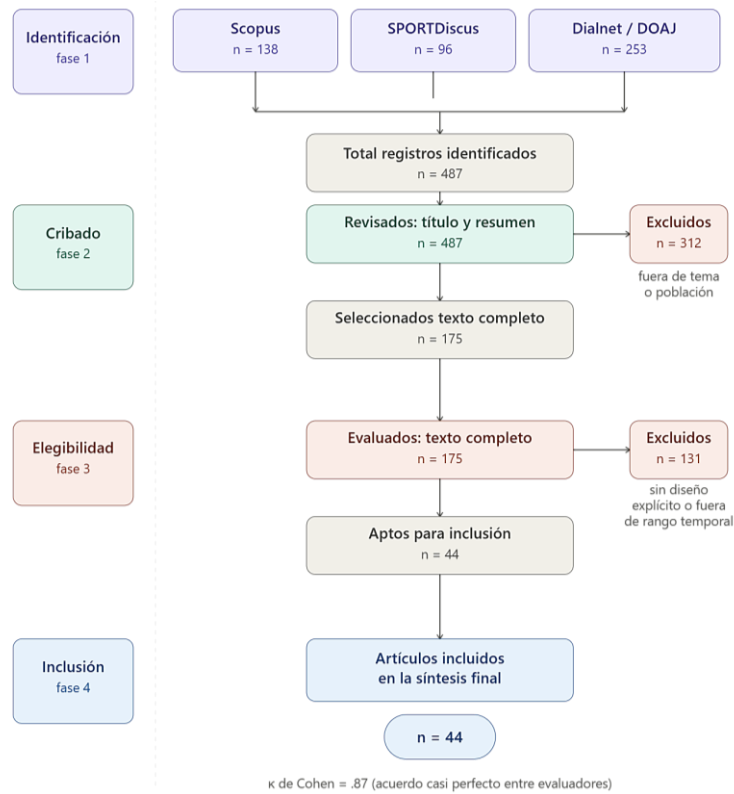 Identificación
fase 1
Scopus
n = 138
SPORTDiscus
n = 96
Dialnet / DOAJ
n = 253
Total registros identificados
n = 487
Cribado
fase 2
Revisados: título y resumen
n = 487
Excluidos
n = 312
fuera de tema
o población
Seleccionados texto completo
n = 175
Elegibilidad
fase 3
Evaluados: texto completo
n = 175
Excluidos
n = 131
sin diseño
explícito o fuera
de rango temporal
Aptos para inclusión
n = 44
Inclusión
fase 4
Artículos incluidos
en la síntesis final
n = 44
κ de Cohen = .87 (acuerdo casi perfecto entre evaluadores)